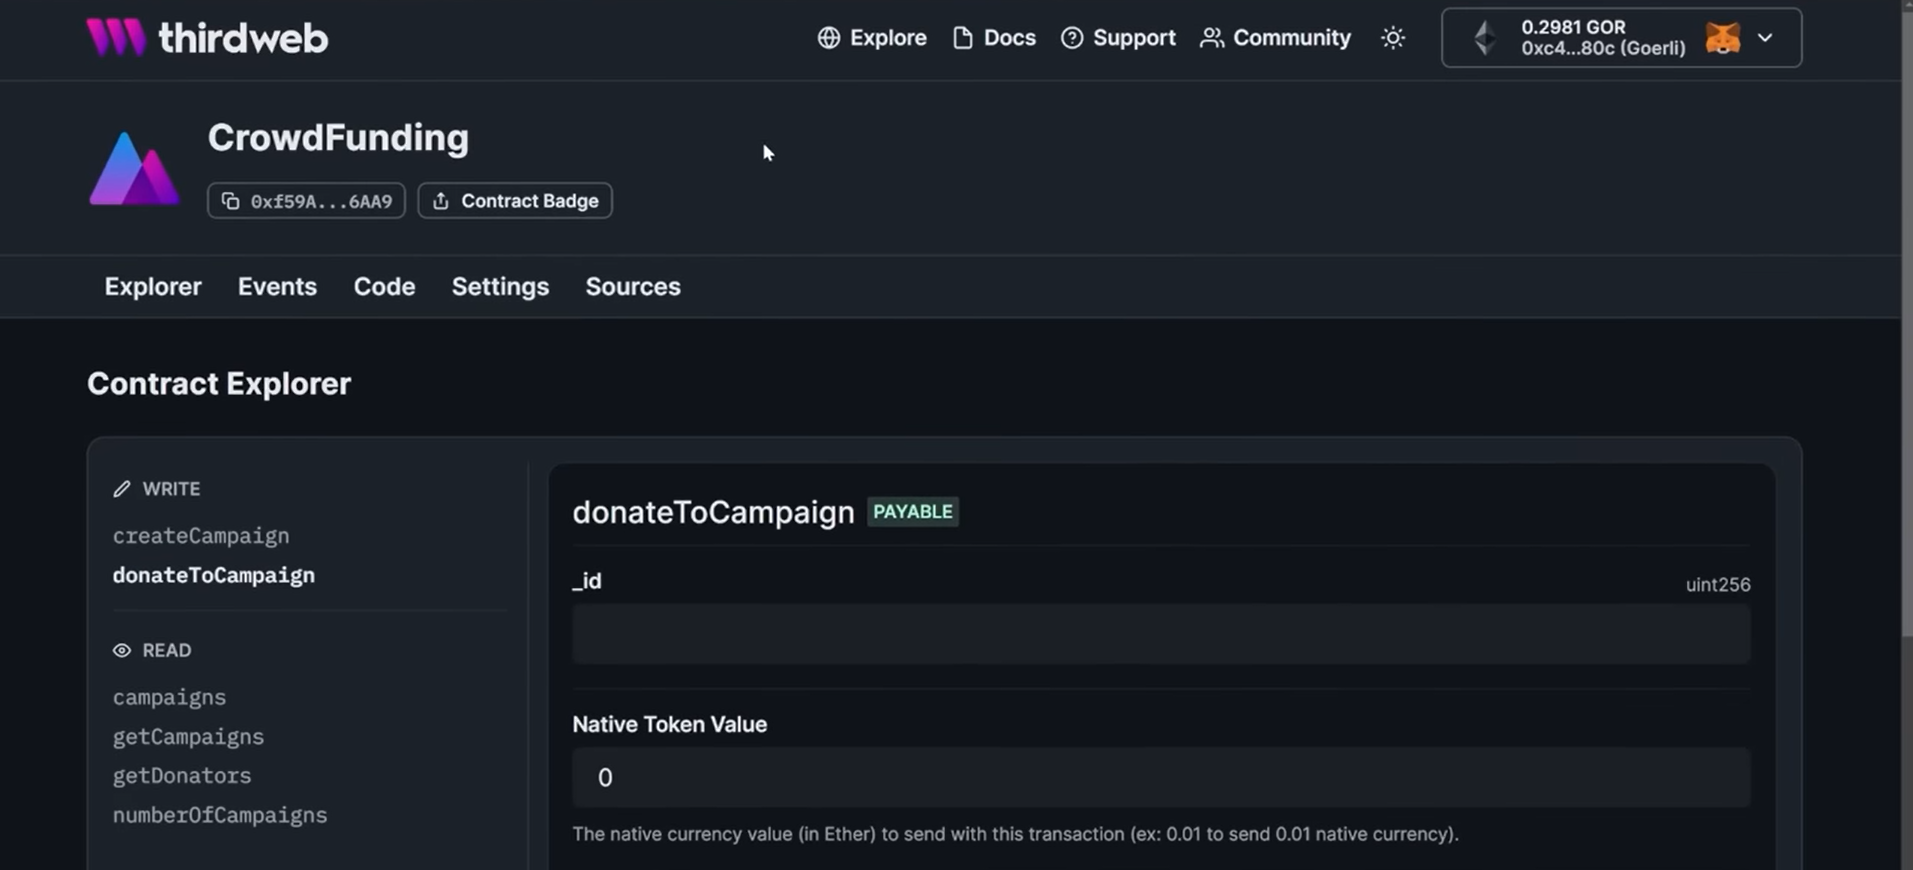 thirdweb
Explore Docs Support Community
0.2981 GOR
0xc4...80c (Goerli)
CrowdFunding
0xf59A...6AA9 Contract Badge
Explorer Events Code Settings Sources
Contract Explorer
WRITE
createCampaign
donateToCampaign
READ
campaigns
getCampaigns
getDonators
numberOfCampaigns
donateToCampaign PAYABLE
_id uint256
Native Token Value
0
The native currency value (in Ether) to send with this transaction (ex: 0.01 to send 0.01 native currency).